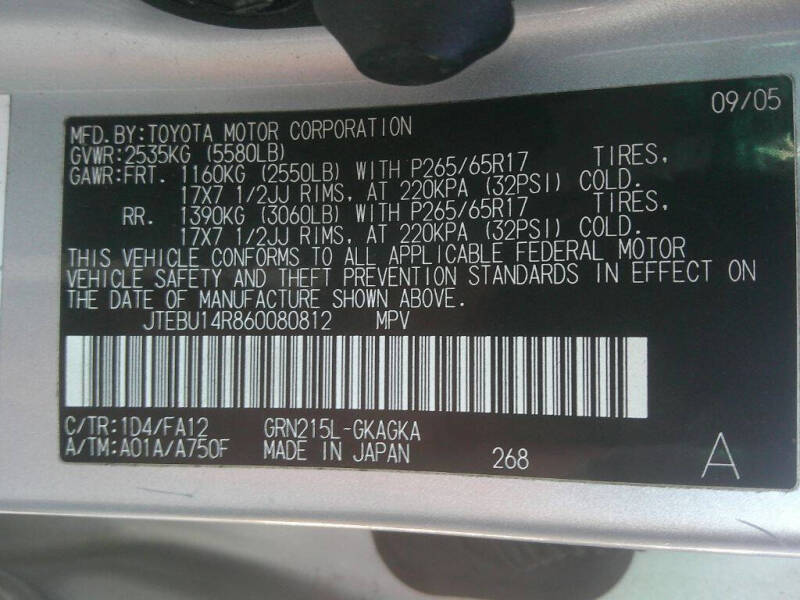 09/05
MFD.BY:TOYOTA MOTOR CORPORATION
GVWR:2535KG (5580LB)
GAWR:FRT. 1160KG (2550LB) WITH P265/65R17 TIRES,
17X7 1/2JJ RIMS, AT 220KPA (32PSI) COLD.
RR. 1390KG (3060LB) WITH P265/65R17 TIRES,
17X7 1/2JJ RIMS, AT 220KPA (32PSI) COLD.
THIS VEHICLE CONFORMS TO ALL APPLICABLE FEDERAL MOTOR
VEHICLE SAFETY AND THEFT PREVENTION STANDARDS IN EFFECT ON
THE DATE OF MANUFACTURE SHOWN ABOVE.
JTEBU14R860080812 MPV
C/TR:1D4/FA12 GRN215L-GKAGKA
A/TM:A01A/A750F MADE IN JAPAN 268 A